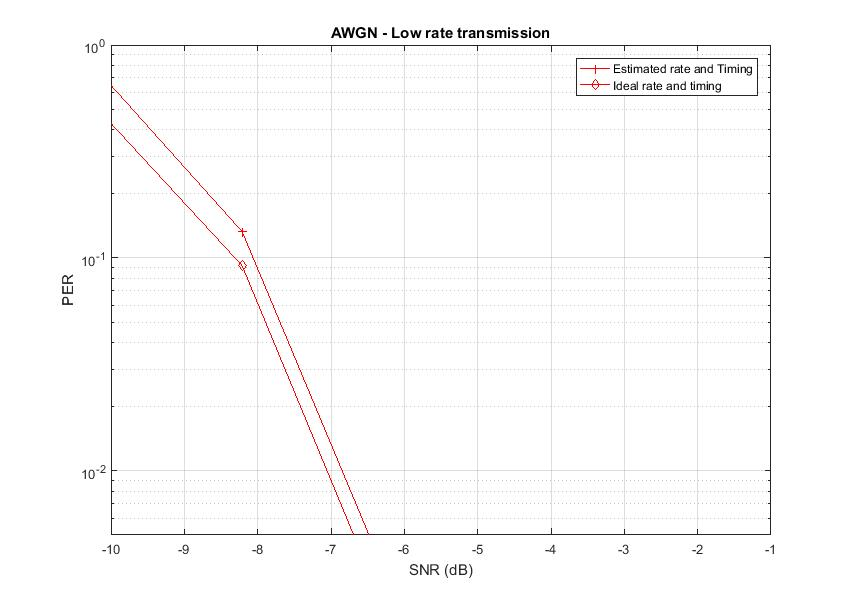 AWGN - Low rate transmission
10^0
Estimated rate and Timing
Ideal rate and timing
10^-1
PER
10^-2
-10 -9 -8 -7 -6 -5 -4 -3 -2 -1
SNR (dB)